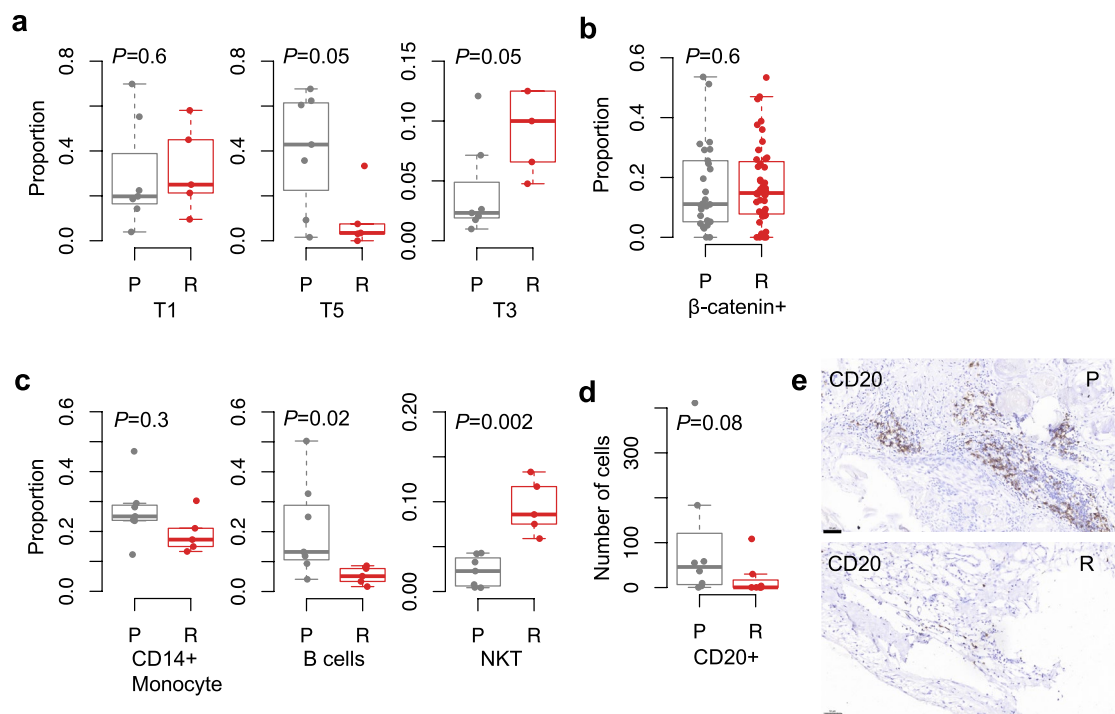 a
Proportion
0.0 0.4 0.8
P=0.6
P R
T1
0.0 0.4 0.8
P=0.05
P R
T5
0.00 0.05 0.10 0.15
P=0.05
P R
T3
b
Proportion
0.0 0.2 0.4 0.6
P=0.6
P R
β-catenin+
c
Proportion
0.0 0.2 0.4 0.6
P=0.3
P R
CD14+
Monocyte
0.0 0.2 0.4 0.6
P=0.02
P R
B cells
0.00 0.10 0.20
P=0.002
P R
NKT
d
Number of cells
0 100 300
P=0.08
P R
CD20+
e
CD20 P
CD20 R